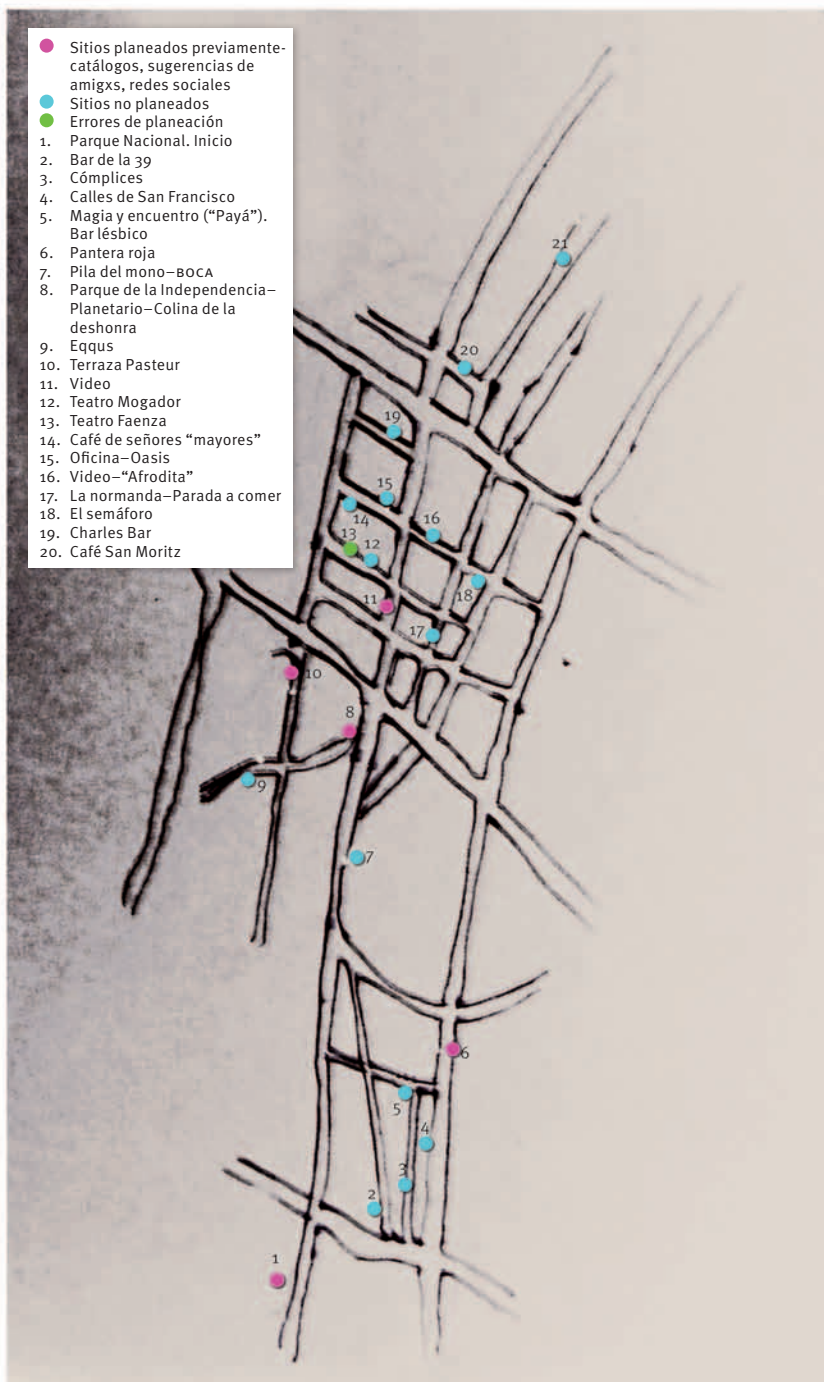 Sitios planeados previamente-
catálogos, sugerencias de
amigxs, redes sociales
Sitios no planeados
Errores de planeación
1. Parque Nacional. Inicio
2. Bar de la 39
3. Cómplices
4. Calles de San Francisco
5. Magia y encuentro (“Payá”).
Bar lésbico
6. Pantera roja
7. Pila del mono–BOCA
8. Parque de la Independencia–
Planetario–Colina de la
deshonra
9. Eqqus
10. Terraza Pasteur
11. Video
12. Teatro Mogador
13. Teatro Faenza
14. Café de señores “mayores”
15. Oficina–Oasis
16. Video–“Afrodita”
17. La normanda–Parada a comer
18. El semáforo
19. Charles Bar
20. Café San Moritz
21
20
19
15
14
16
13
12
18
11
17
10
8
9
7
6
5
4
3
2
1